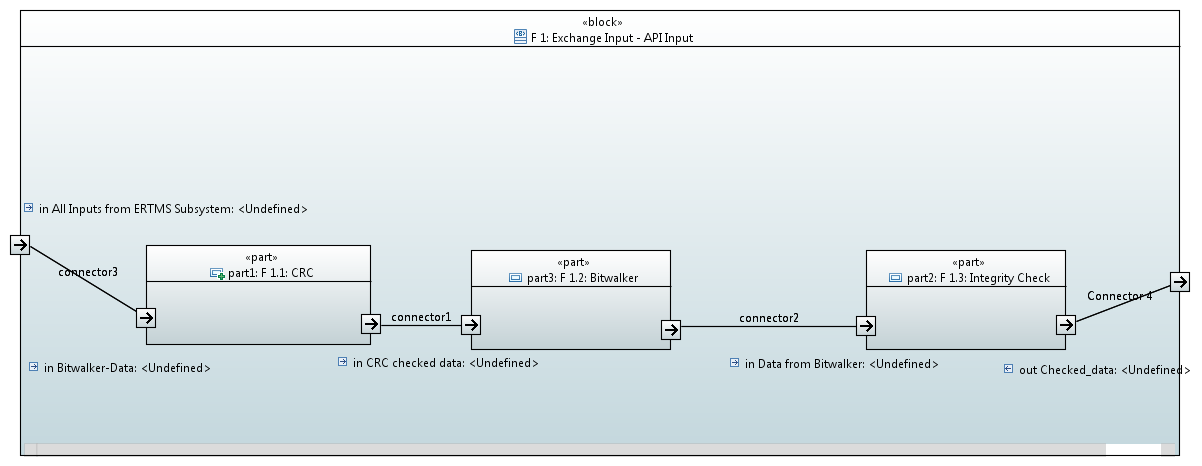 «block»
F 1: Exchange Input - API Input
in All Inputs from ERTMS Subsystem: <Undefined>
connector3
«part»
part1: F 1.1: CRC
connector1
«part»
part3: F 1.2: Bitwalker
connector2
«part»
part2: F 1.3: Integrity Check
Connector 4
in Bitwalker-Data: <Undefined>
in CRC checked data: <Undefined>
in Data from Bitwalker: <Undefined>
out Checked_data: <Undefined>